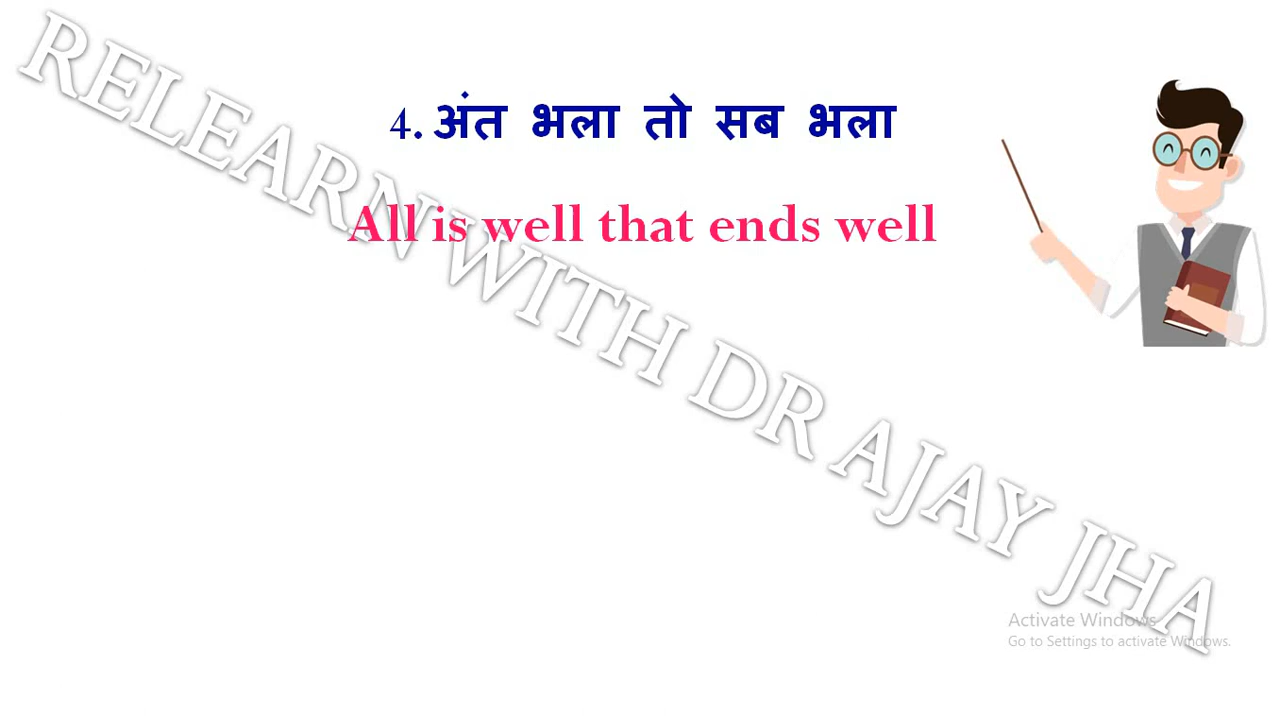 4. अंत भला तो सब भला
All is well that ends well
RELEARN WITH DR AJAY JHA
Activate Windows
Go to Settings to activate Windows.